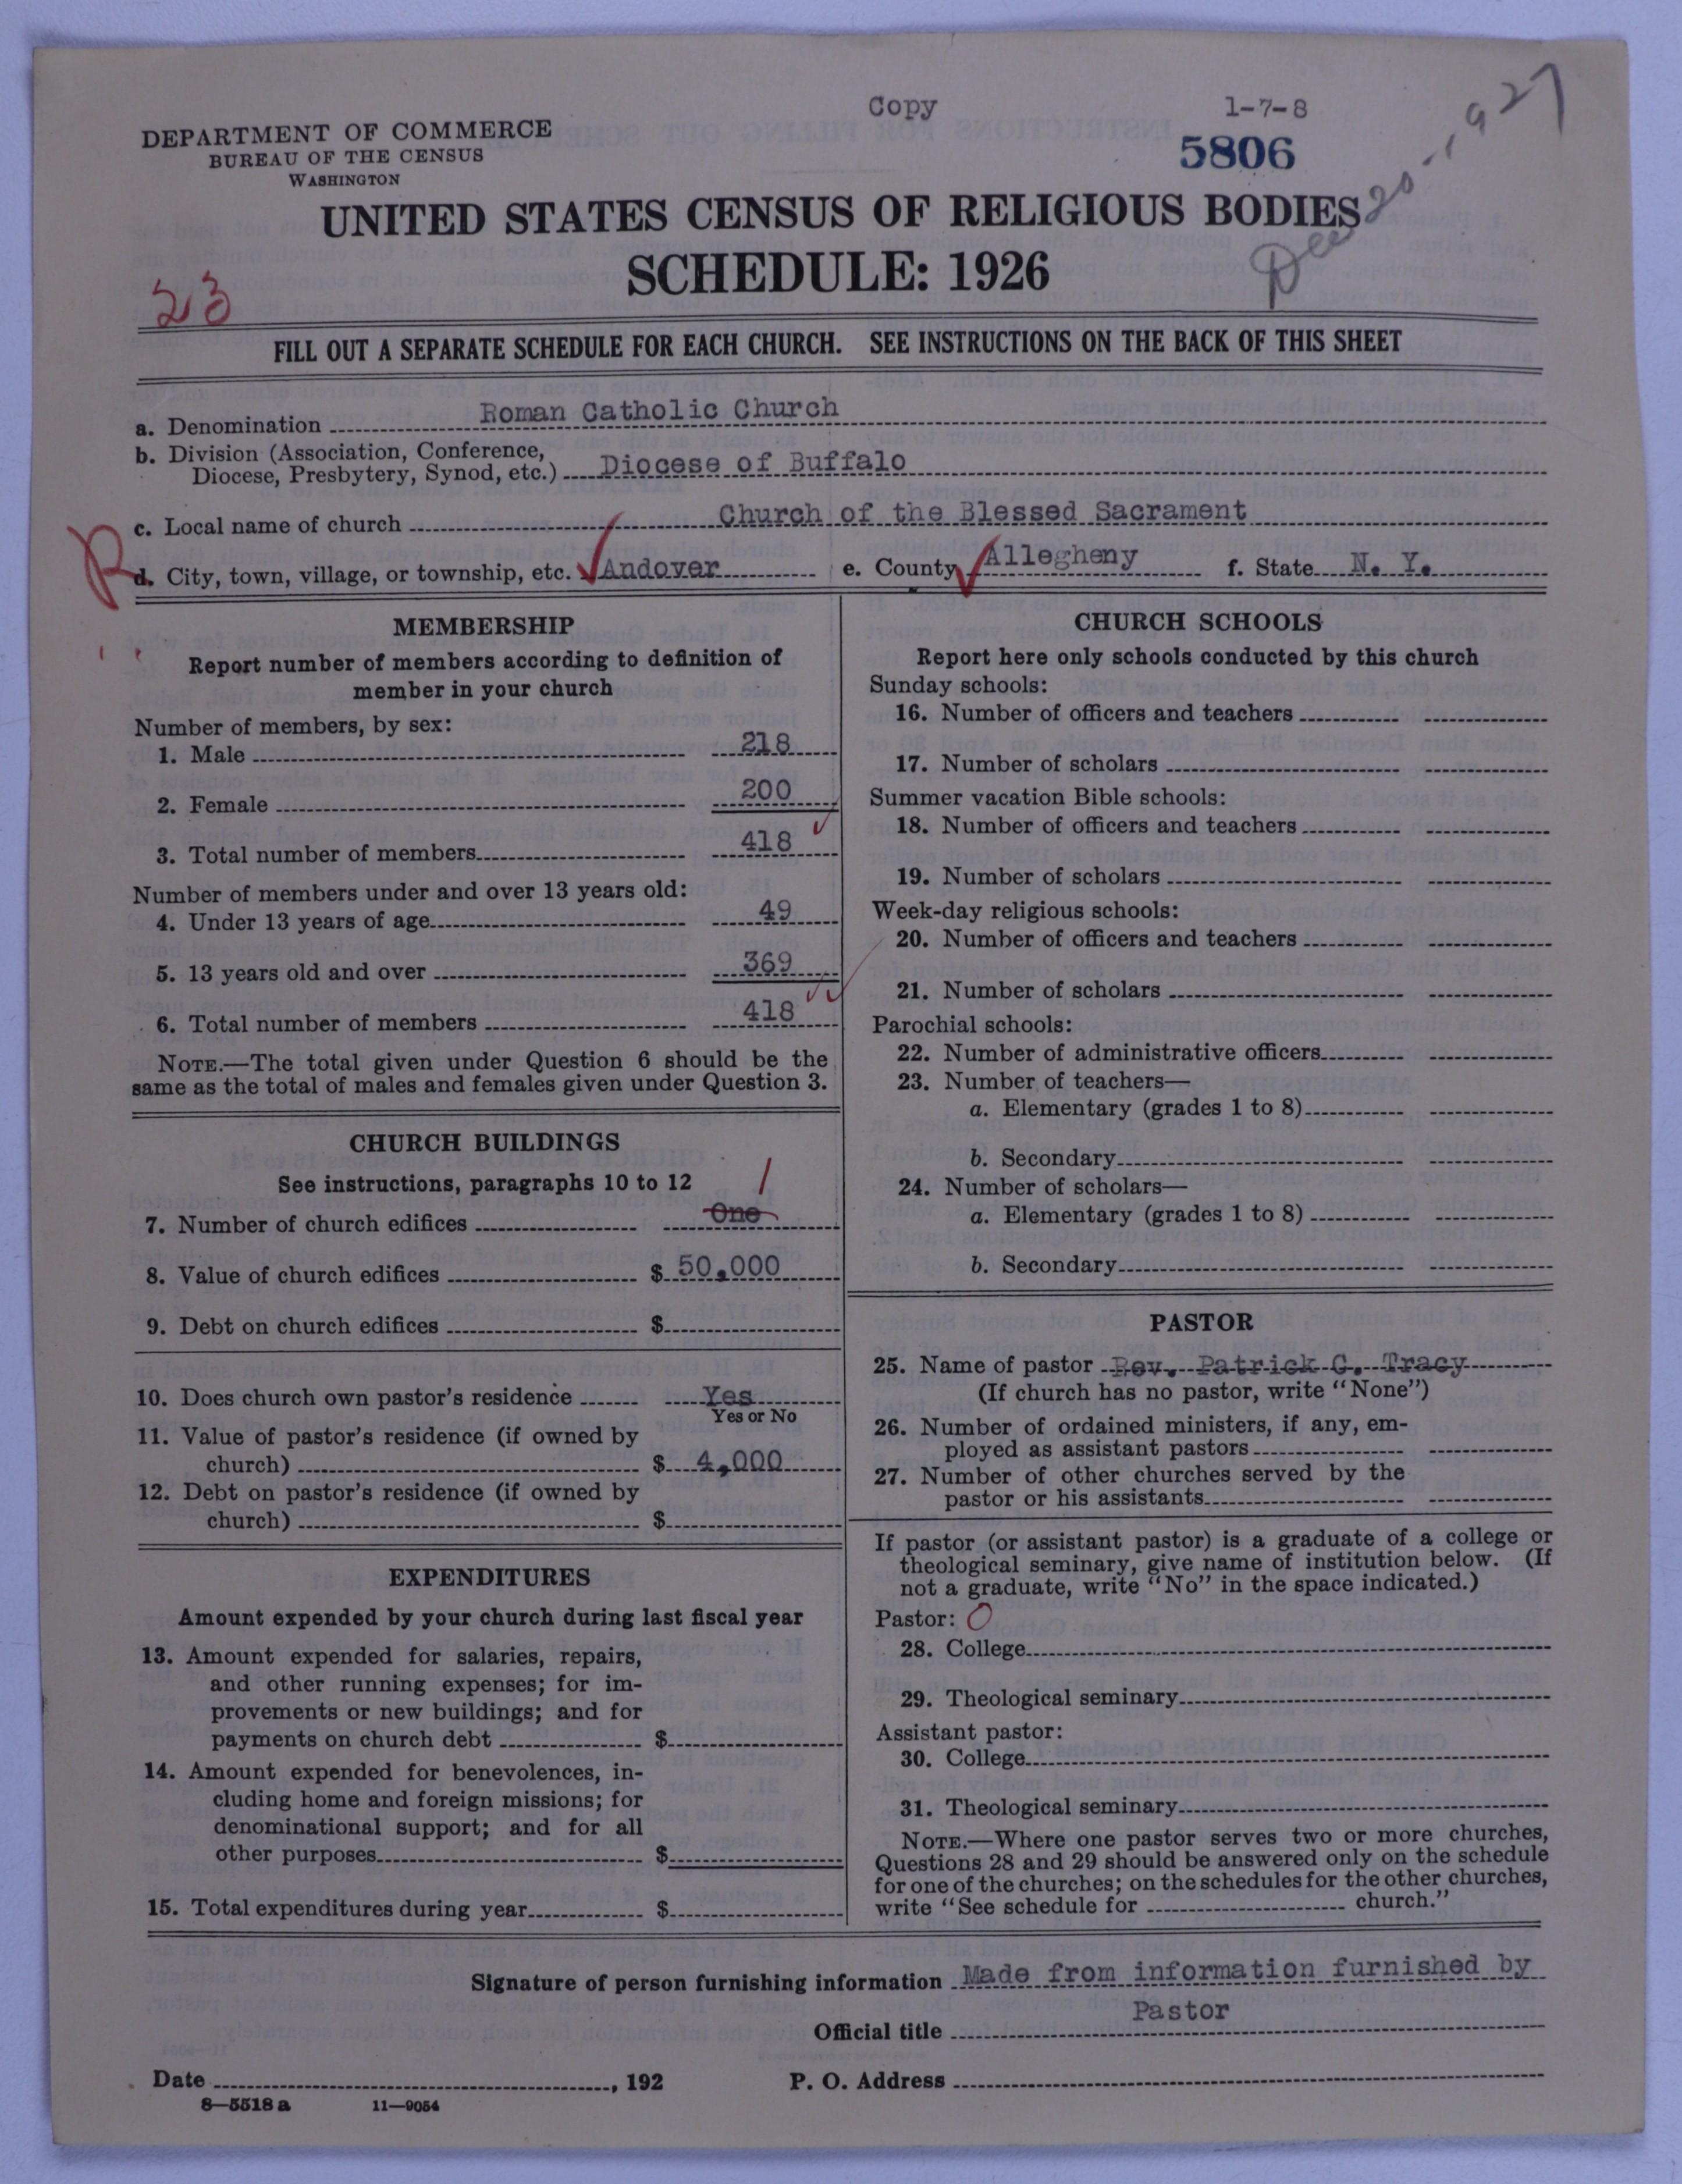 Copy
1-7-8
DEPARTMENT OF COMMERCE
BUREAU OF THE CENSUS
WASHINGTON
5806
Dec 20 - 1927
UNITED STATES CENSUS OF RELIGIOUS BODIES
SCHEDULE: 1926
23
FILL OUT A SEPARATE SCHEDULE FOR EACH CHURCH. SEE INSTRUCTIONS ON THE BACK OF THIS SHEET
a. Denomination Roman Catholic Church
b. Division (Association, Conference,
Diocese, Presbytery, Synod, etc.) Diocese of Buffalo
c. Local name of church Church of the Blessed Sacrament
R
d. City, town, village, or township, etc. Andover e. County Allegheny f. State N. Y.
MEMBERSHIP
Report number of members according to definition of
member in your church
Number of members, by sex:
1. Male 218
2. Female 200
3. Total number of members 418
Number of members under and over 13 years old:
4. Under 13 years of age 49
5. 13 years old and over 369
6. Total number of members 418
NOTE.—The total given under Question 6 should be the
same as the total of males and females given under Question 3.
CHURCH BUILDINGS
See instructions, paragraphs 10 to 12
1
7. Number of church edifices One
8. Value of church edifices $ 50,000
9. Debt on church edifices $
10. Does church own pastor's residence Yes
Yes or No
11. Value of pastor's residence (if owned by
church) $ 4,000
12. Debt on pastor's residence (if owned by
church) $
EXPENDITURES
Amount expended by your church during last fiscal year
13. Amount expended for salaries, repairs,
and other running expenses; for im-
provements or new buildings; and for
payments on church debt $
14. Amount expended for benevolences, in-
cluding home and foreign missions; for
denominational support; and for all
other purposes $
15. Total expenditures during year $
CHURCH SCHOOLS
Report here only schools conducted by this church
Sunday schools:
16. Number of officers and teachers
17. Number of scholars
Summer vacation Bible schools:
18. Number of officers and teachers
19. Number of scholars
Week-day religious schools:
20. Number of officers and teachers
21. Number of scholars
Parochial schools:
22. Number of administrative officers
23. Number of teachers—
a. Elementary (grades 1 to 8)
b. Secondary
24. Number of scholars—
a. Elementary (grades 1 to 8)
b. Secondary
PASTOR
25. Name of pastor Rev. Patrick C. Tracy
(If church has no pastor, write "None")
26. Number of ordained ministers, if any, em-
ployed as assistant pastors
27. Number of other churches served by the
pastor or his assistants
If pastor (or assistant pastor) is a graduate of a college or
theological seminary, give name of institution below. (If
not a graduate, write "No" in the space indicated.)
Pastor: O
28. College
29. Theological seminary
Assistant pastor:
30. College
31. Theological seminary
NOTE.—Where one pastor serves two or more churches,
Questions 28 and 29 should be answered only on the schedule
for one of the churches; on the schedules for the other churches,
write "See schedule for church."
Signature of person furnishing information Made from information furnished by
Official title Pastor
Date , 192
P. O. Address
8—5518 a 11—9054